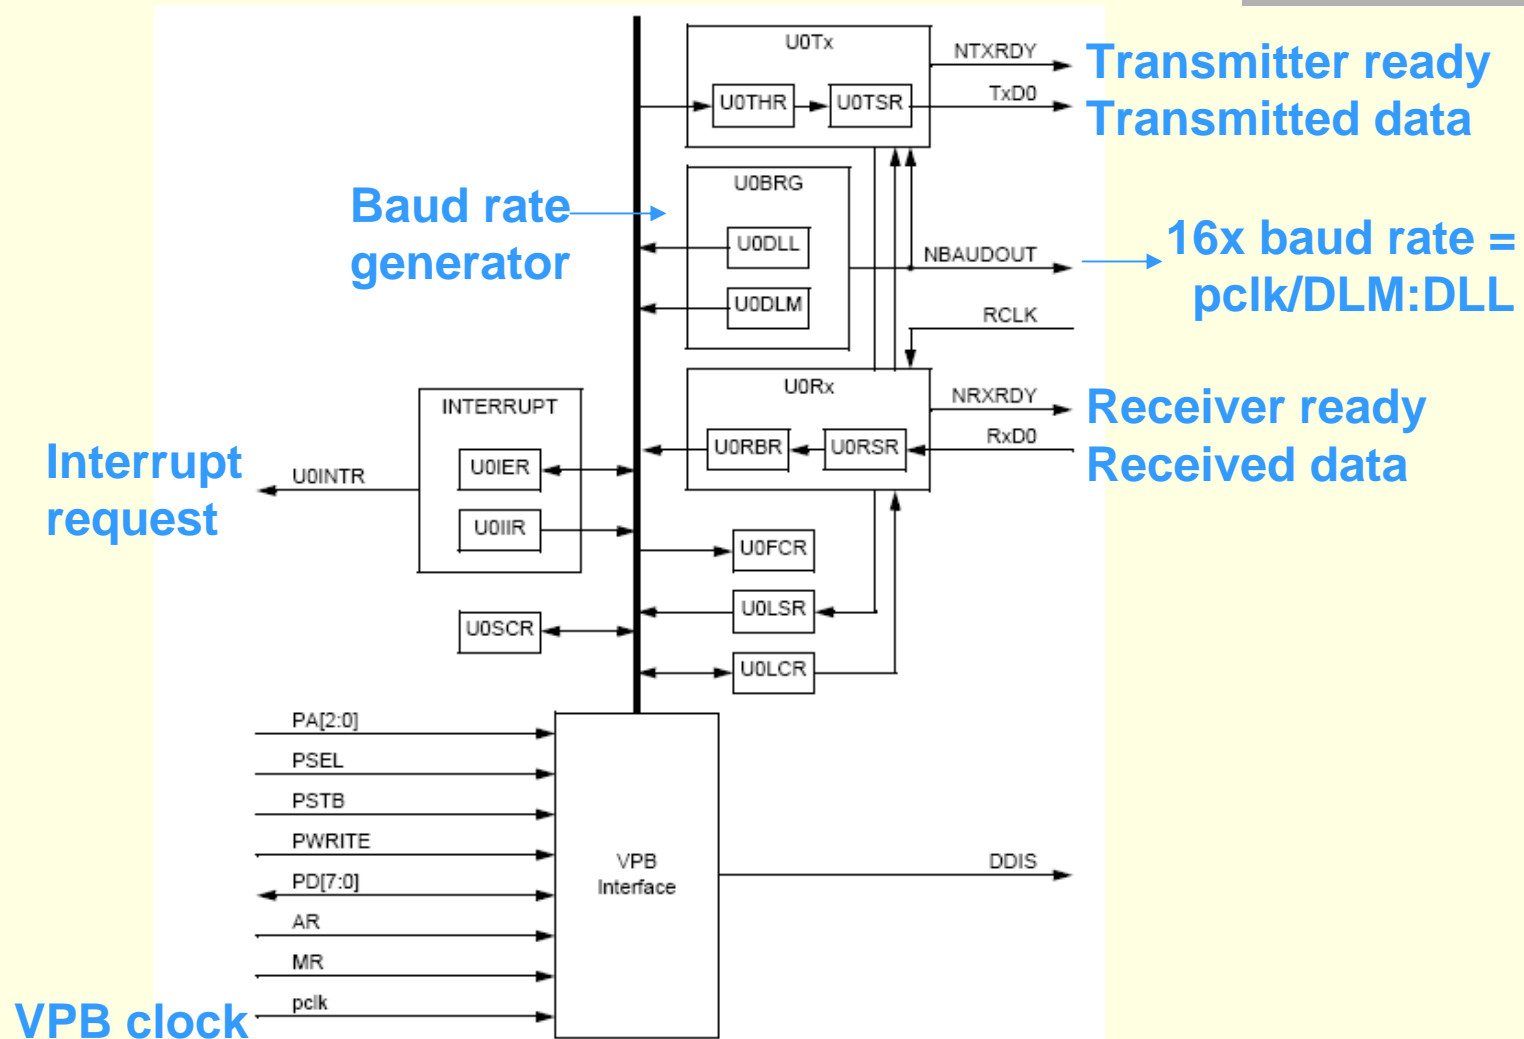 U0Tx
NTXRDY
Transmitter ready
U0THR
U0TSR
TxD0
Transmitted data
U0BRG
Baud rate
generator
U0DLL
NBAUDOUT
16x baud rate =
pclk/DLM:DLL
U0DLM
RCLK
U0Rx
INTERRUPT
NRXRDY
Receiver ready
U0RBR
U0RSR
RxD0
Received data
Interrupt
request
U0INTR
U0IER
U0IIR
U0FCR
U0LSR
U0SCR
U0LCR
PA[2:0]
PSEL
PSTB
PWRITE
PD[7:0]
AR
MR
pclk
VPB clock
VPB
Interface
DDIS